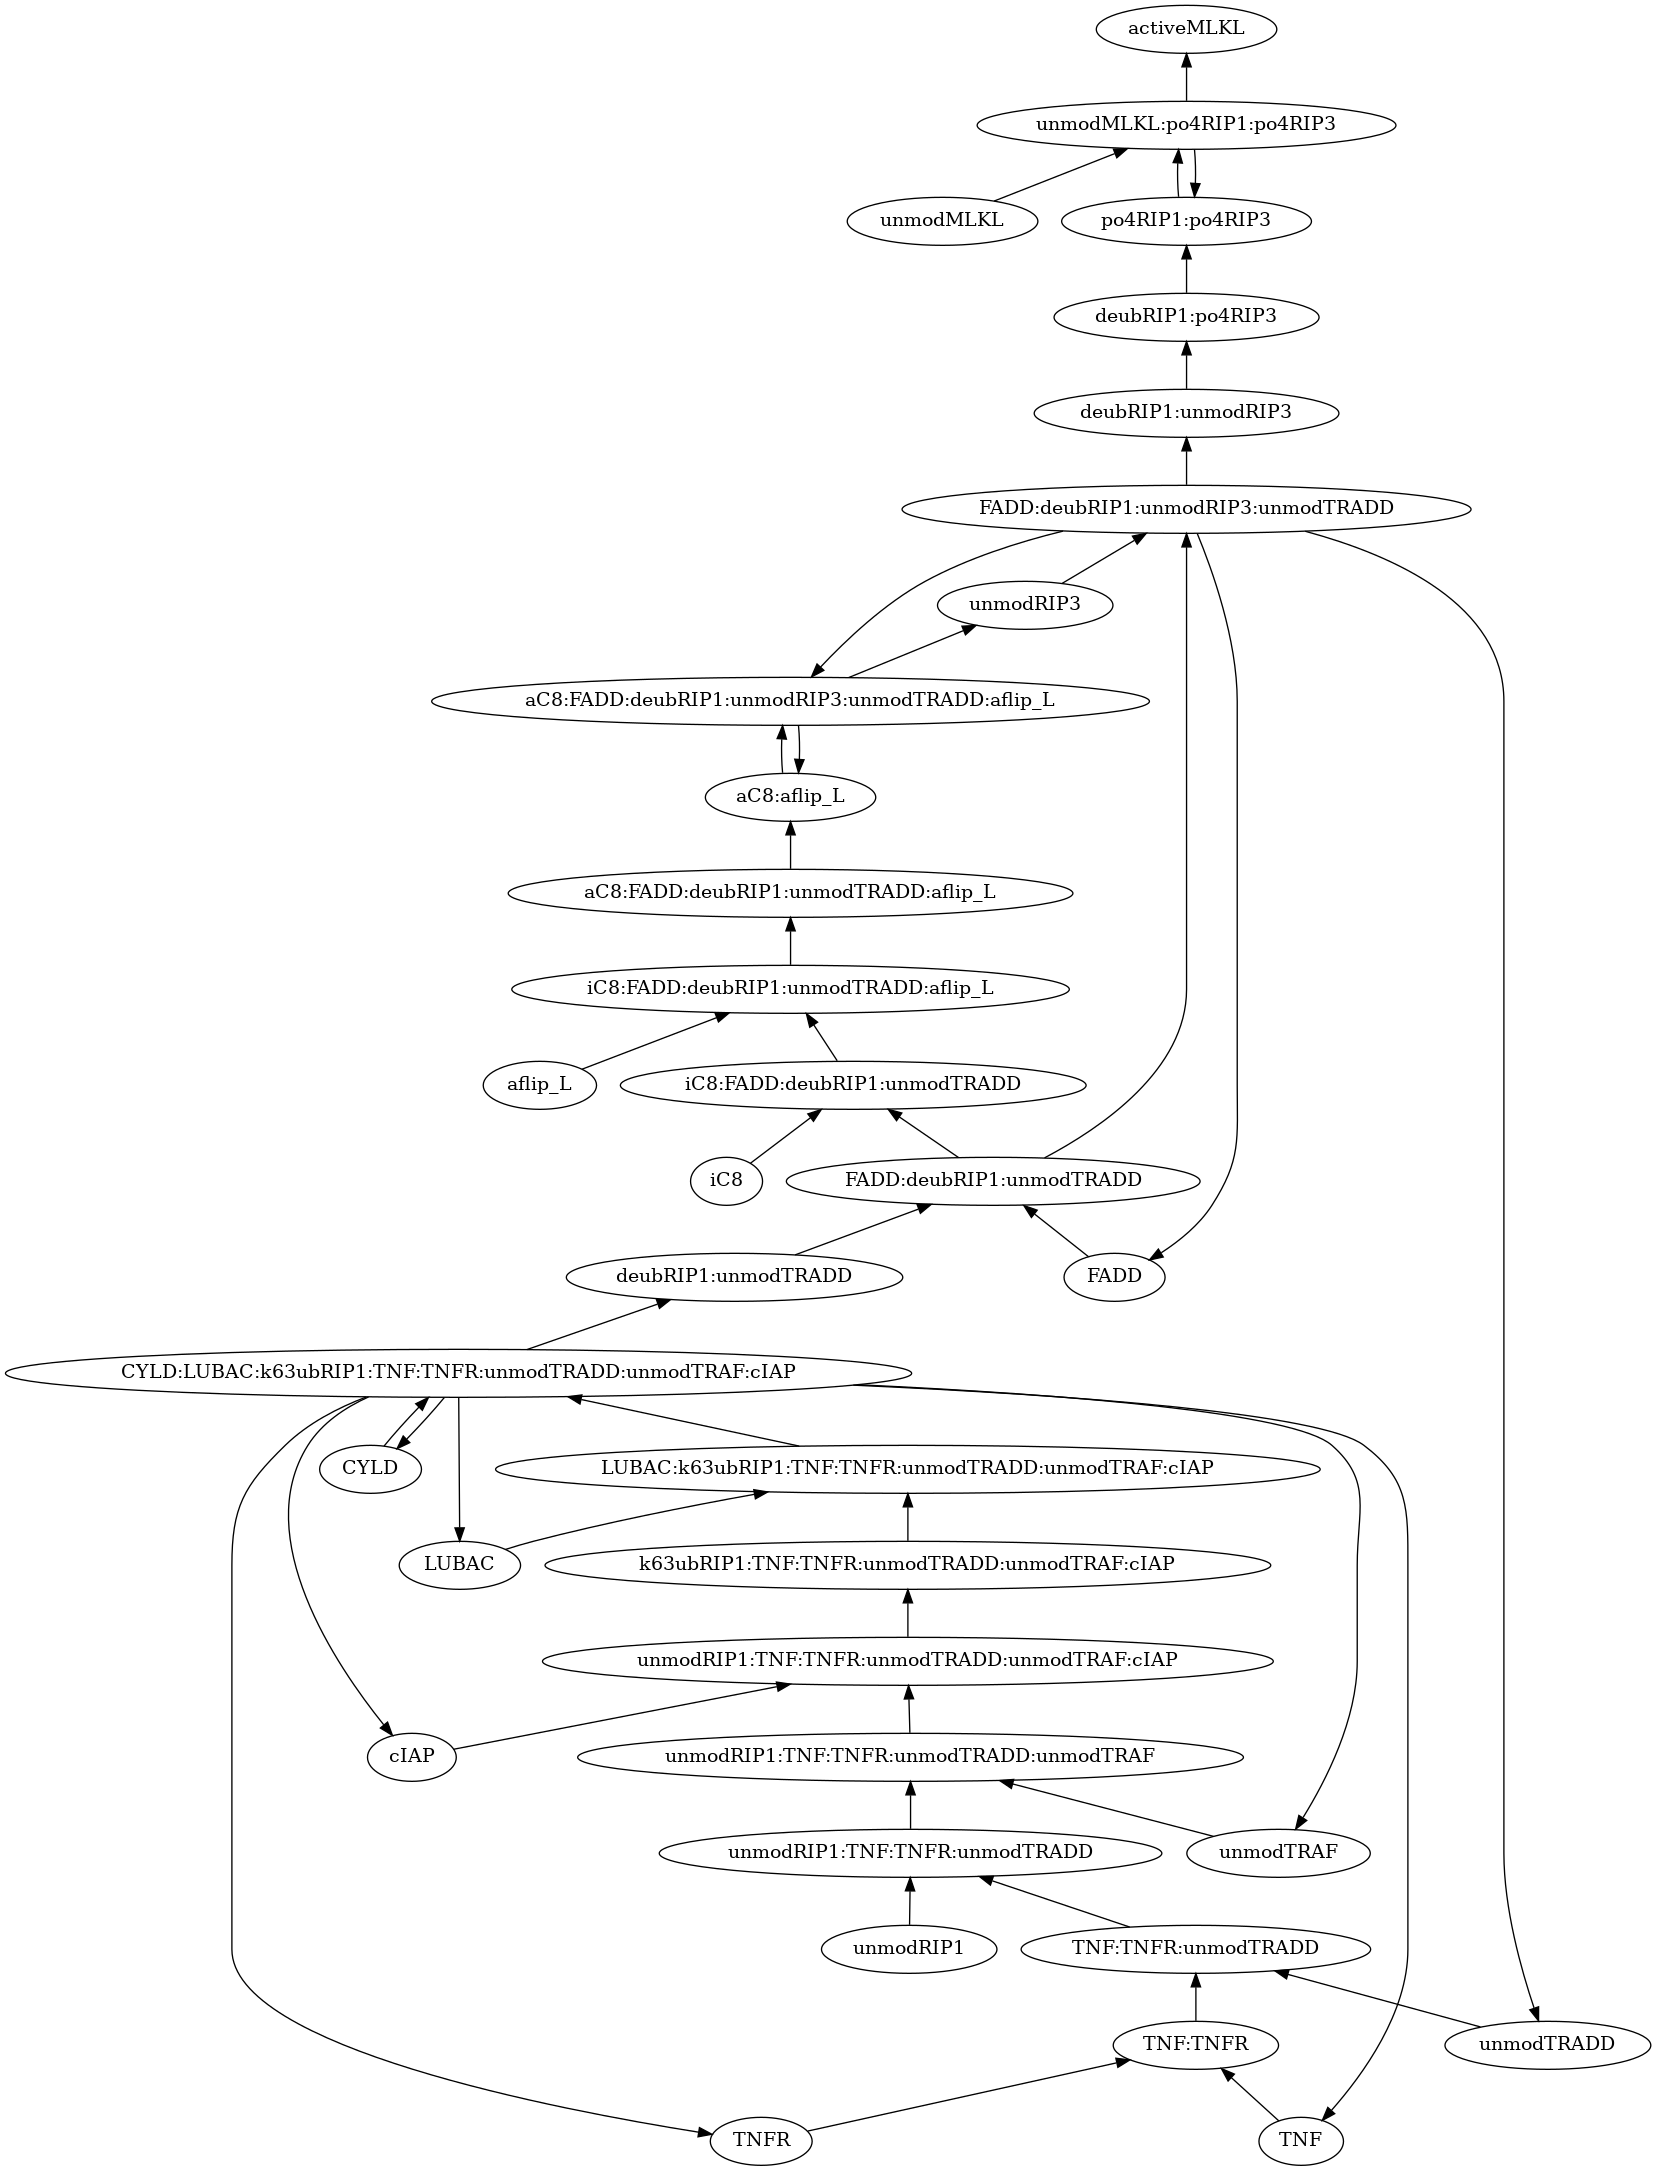 activeMLKL
unmodMLKL:po4RIP1:po4RIP3
unmodMLKL
po4RIP1:po4RIP3
deubRIP1:po4RIP3
deubRIP1:unmodRIP3
FADD:deubRIP1:unmodRIP3:unmodTRADD
unmodRIP3
aC8:FADD:deubRIP1:unmodRIP3:unmodTRADD:aflip_L
aC8:aflip_L
aC8:FADD:deubRIP1:unmodTRADD:aflip_L
iC8:FADD:deubRIP1:unmodTRADD:aflip_L
aflip_L
iC8:FADD:deubRIP1:unmodTRADD
iC8
FADD:deubRIP1:unmodTRADD
deubRIP1:unmodTRADD
FADD
CYLD:LUBAC:k63ubRIP1:TNF:TNFR:unmodTRADD:unmodTRAF:cIAP
CYLD
LUBAC:k63ubRIP1:TNF:TNFR:unmodTRADD:unmodTRAF:cIAP
LUBAC
k63ubRIP1:TNF:TNFR:unmodTRADD:unmodTRAF:cIAP
unmodRIP1:TNF:TNFR:unmodTRADD:unmodTRAF:cIAP
cIAP
unmodRIP1:TNF:TNFR:unmodTRADD:unmodTRAF
unmodRIP1:TNF:TNFR:unmodTRADD
unmodTRAF
unmodRIP1
TNF:TNFR:unmodTRADD
TNF:TNFR
unmodTRADD
TNFR
TNF